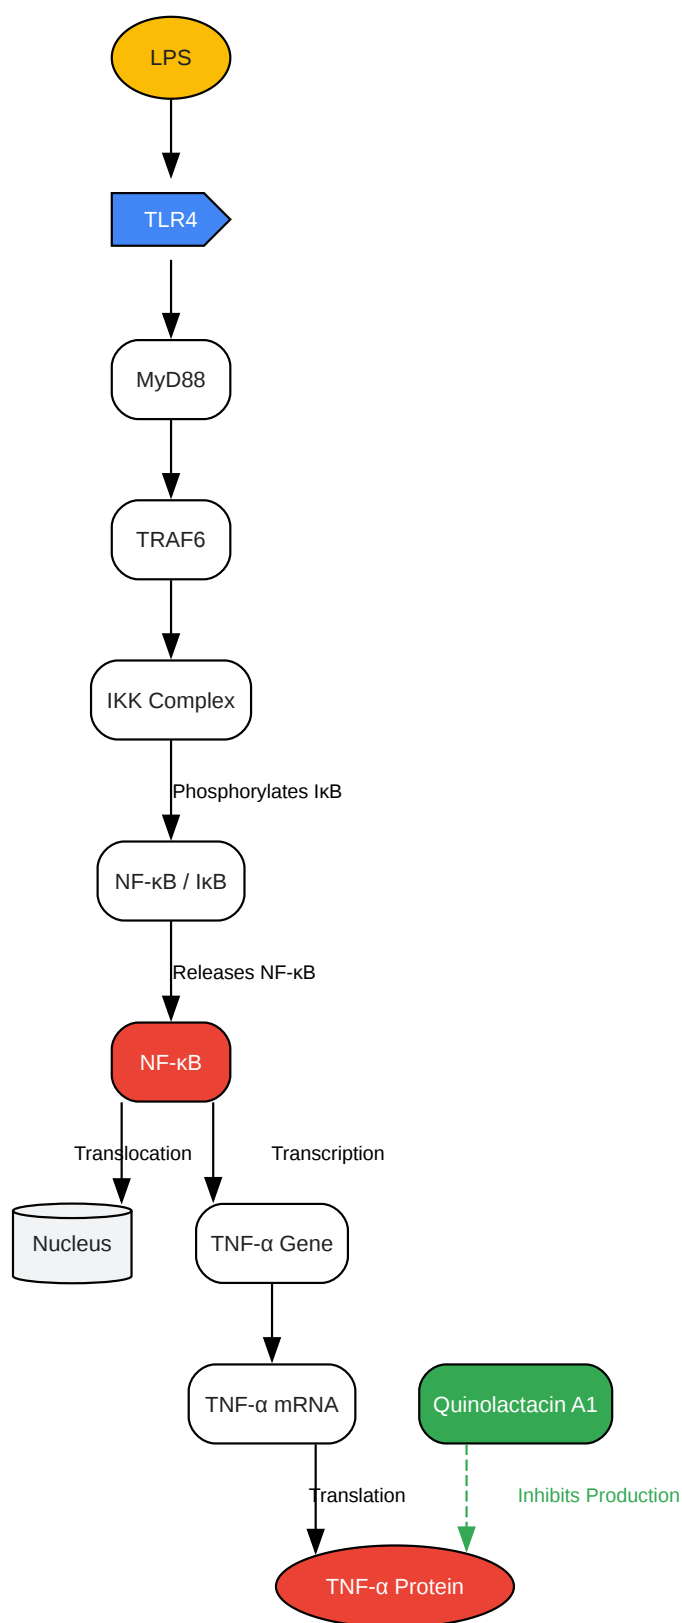 LPS
TLR4
MyD88
TRAF6
IKK Complex
Phosphorylates IκB
NF-κB / IκB
Releases NF-κB
NF-κB
Translocation
Transcription
Nucleus
TNF-α Gene
TNF-α mRNA
Quinolactacin A1
Translation
Inhibits Production
TNF-α Protein